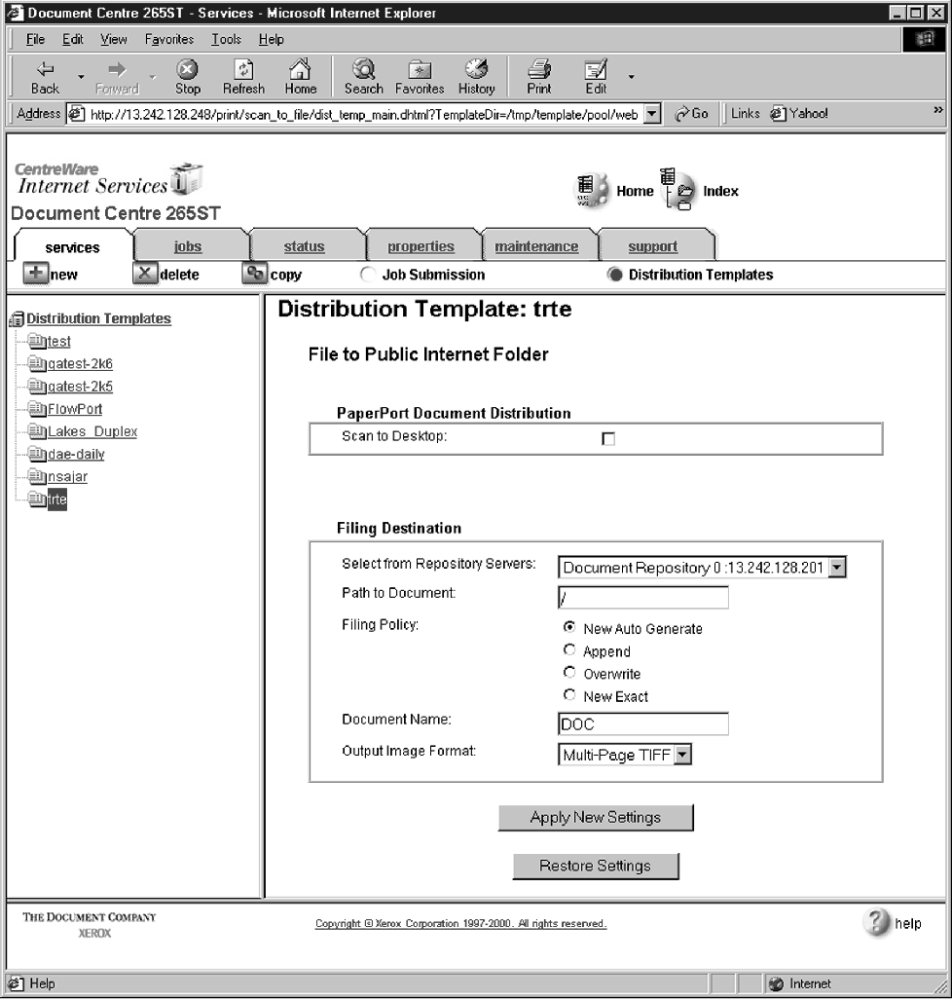 Document Centre 265ST - Services - Microsoft Internet Explorer
File Edit View Favorites Tools Help
Back Forward Stop Refresh Home Search Favorites History Print Edit
Address http://13.242.128.248/print/scan_to_file/dist_temp_main.dhtml?TemplateDir=/tmp/template/pool/web Go Links Yahoo! »
CentreWare
Internet Services
Document Centre 265ST
Home Index
services jobs status properties maintenance support
new delete copy Job Submission Distribution Templates
Distribution Templates
test
qatest-2k6
qatest-2k5
FlowPort
Lakes_Duplex
dae-daily
nsajar
trte
Distribution Template: trte
File to Public Internet Folder
PaperPort Document Distribution
Scan to Desktop:
Filing Destination
Select from Repository Servers: Document Repository 0 :13.242.128.201
Path to Document: /
Filing Policy: New Auto Generate
Append
Overwrite
New Exact
Document Name: DOC
Output Image Format: Multi-Page TIFF
Apply New Settings
Restore Settings
THE DOCUMENT COMPANY
XEROX
Copyright © Xerox Corporation 1997-2000. All rights reserved.
? help
Help Internet